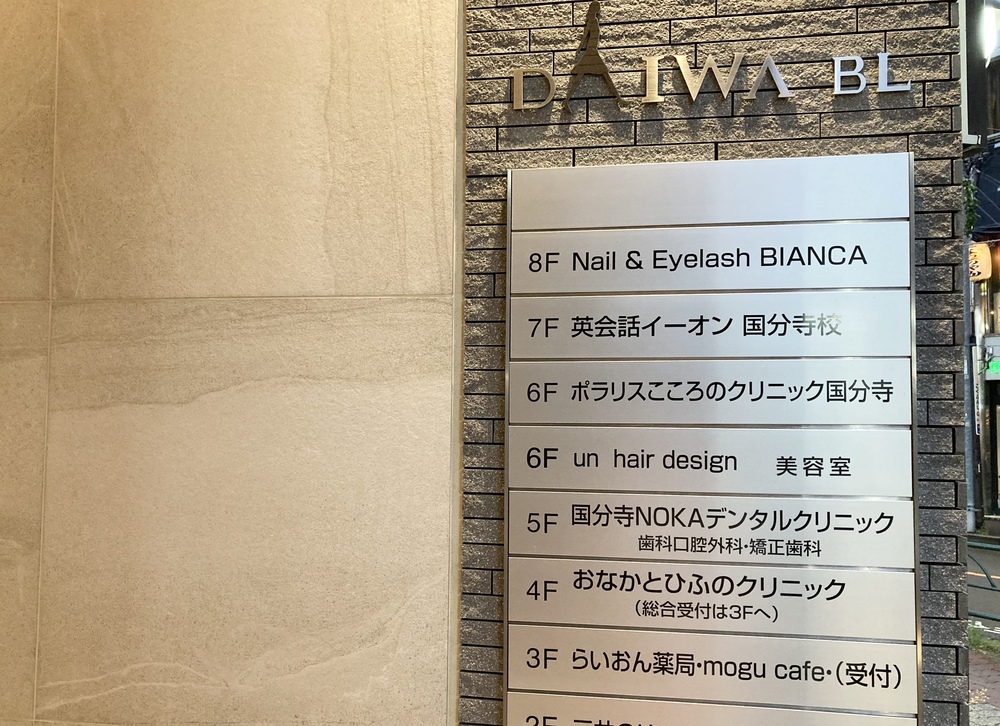 DAIWA BL
8F Nail & Eyelash BIANCA
7F 英会話イーオン 国分寺校
6F ポラリスこころのクリニック国分寺
6F un hair design 美容室
5F 国分寺NOKAデンタルクリニック
歯科口腔外科・矯正歯科
4F おなかとひふのクリニック
(総合受付は3Fへ)
3F らいおん薬局・mogu cafe・(受付)
2F